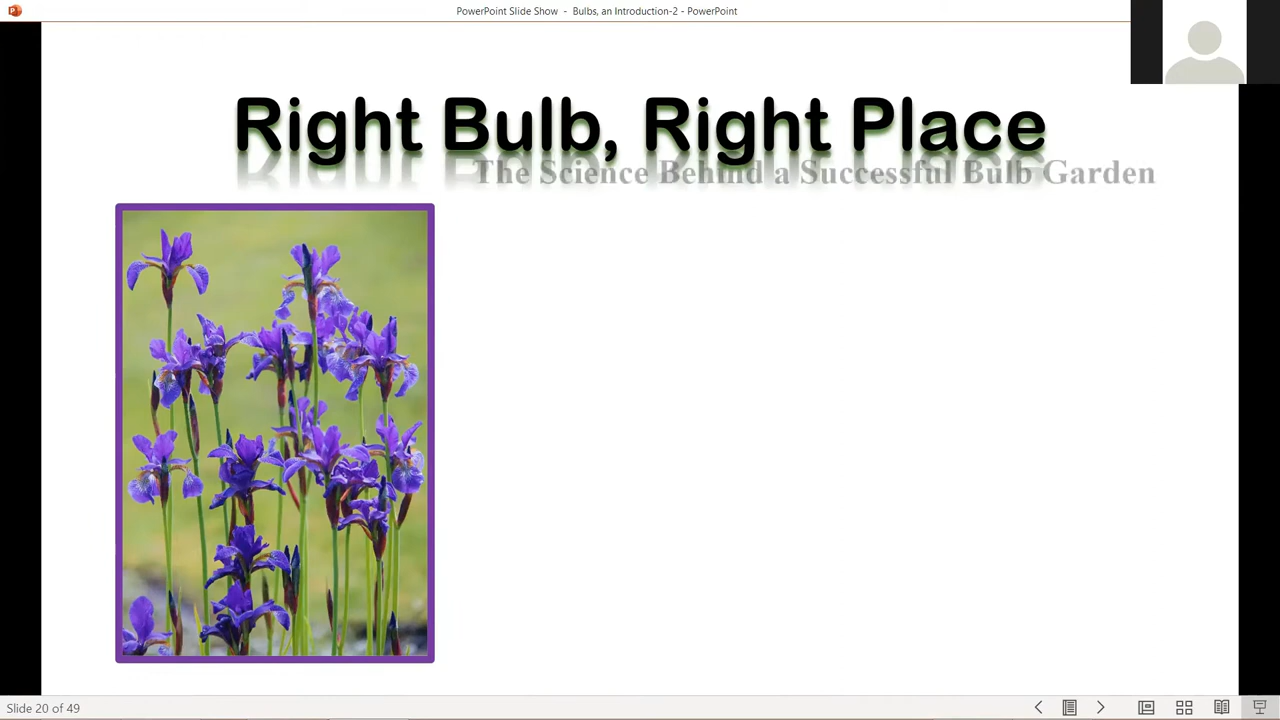 PowerPoint Slide Show - Bulbs, an Introduction-2 - PowerPoint
Right Bulb, Right Place
The Science Behind a Successful Bulb Garden
Slide 20 of 49